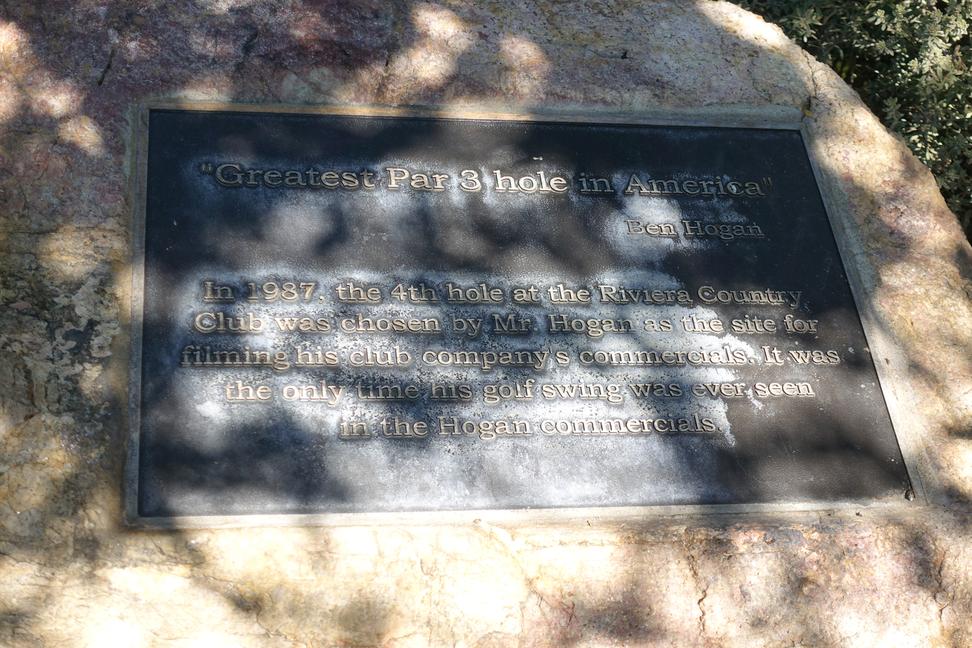 "Greatest Par 3 hole in America"
Ben Hogan
In 1987, the 4th hole at the Riviera Country
Club was chosen by Mr. Hogan as the site for
filming his club company's commercials. It was
the only time his golf swing was ever seen
in the Hogan commercials.